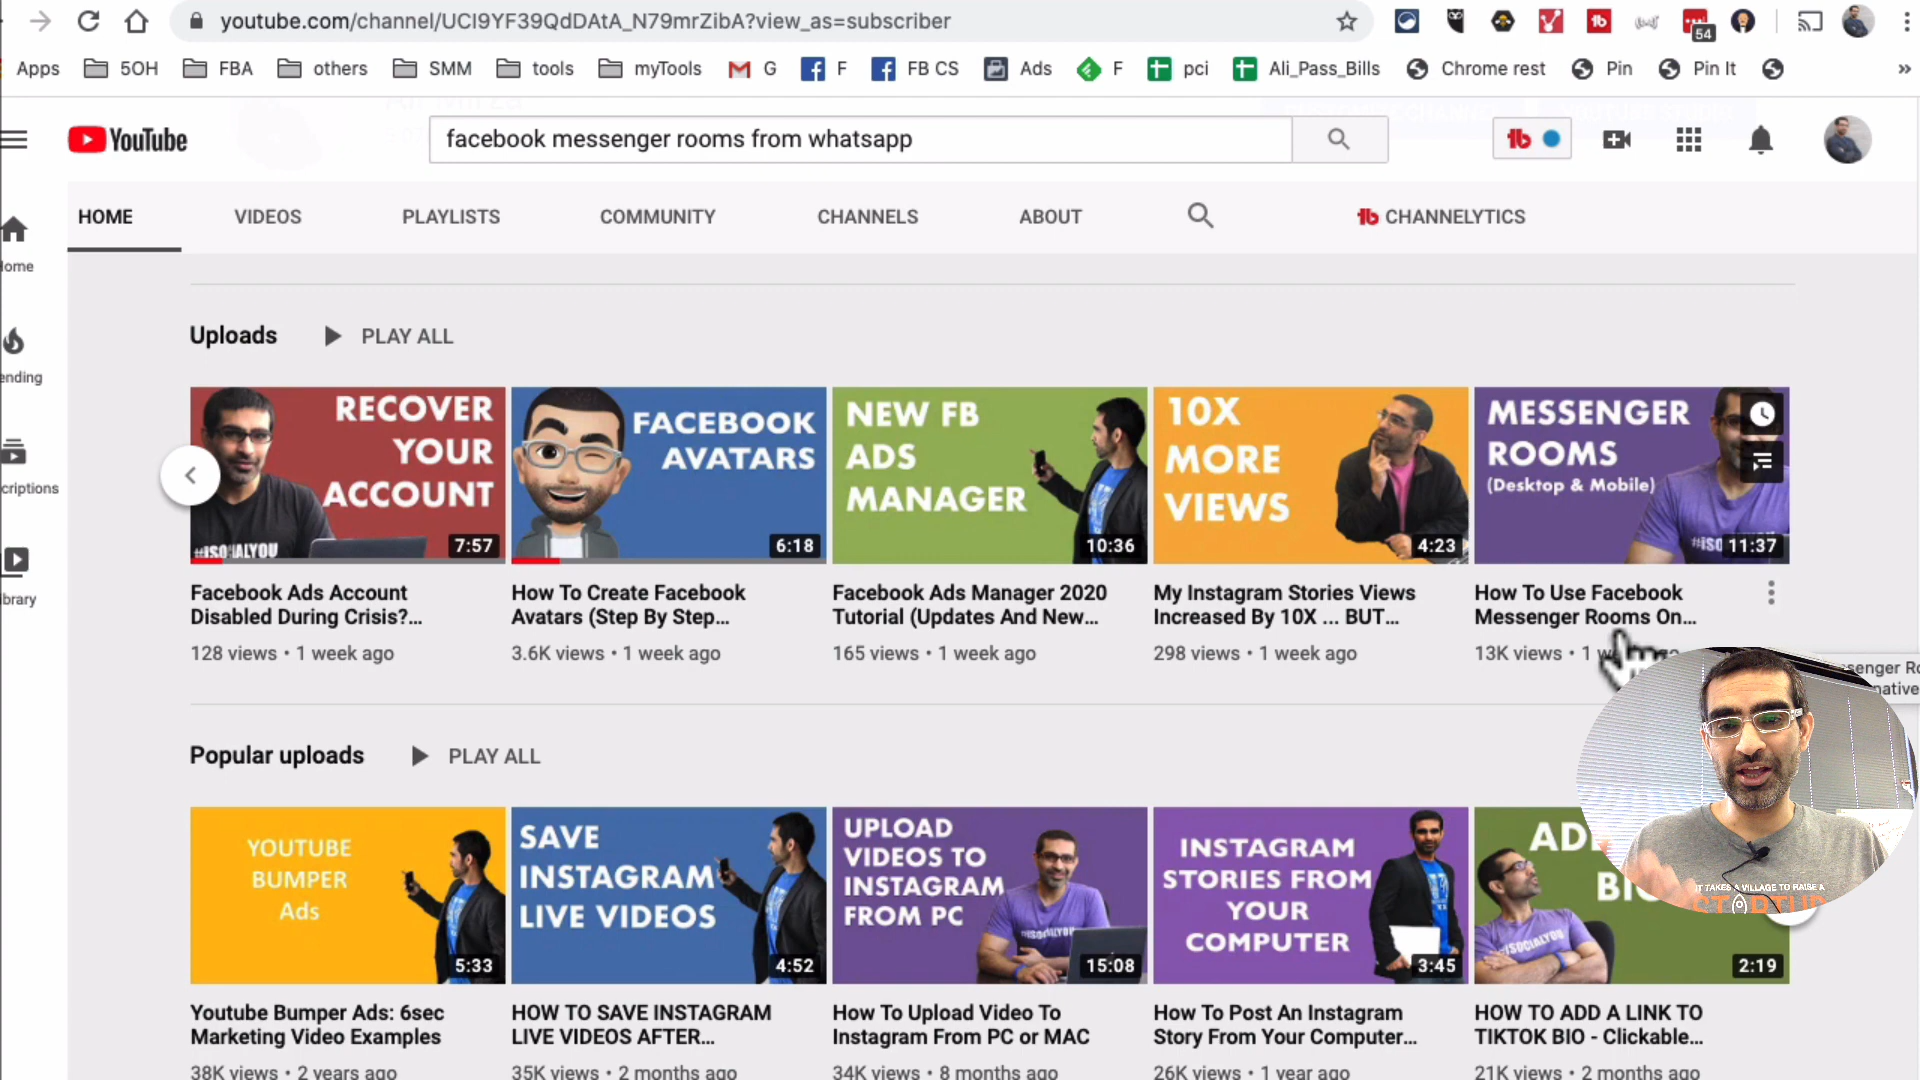 youtube.com/channel/UCI9YF39QdDAtA_N79mrZibA?view_as=subscriber
54
Apps 5OH FBA others SMM tools myTools G F FB CS Ads F pci Ali_Pass_Bills Chrome rest Pin Pin It »
YouTube
facebook messenger rooms from whatsapp
HOME VIDEOS PLAYLISTS COMMUNITY CHANNELS ABOUT CHANNELYTICS
Uploads PLAY ALL
RECOVER
YOUR
ACCOUNT
7:57
FACEBOOK
AVATARS
6:18
NEW FB
ADS
MANAGER
10:36
10X
MORE
VIEWS
4:23
MESSENGER
ROOMS
(Desktop & Mobile)
11:37
Facebook Ads Account
Disabled During Crisis?...
128 views • 1 week ago
How To Create Facebook
Avatars (Step By Step...
3.6K views • 1 week ago
Facebook Ads Manager 2020
Tutorial (Updates And New...
165 views • 1 week ago
My Instagram Stories Views
Increased By 10X ... BUT...
298 views • 1 week ago
How To Use Facebook
Messenger Rooms On...
13K views • 1
Popular uploads PLAY ALL
YOUTUBE
BUMPER
Ads
5:33
SAVE
INSTAGRAM
LIVE VIDEOS
4:52
UPLOAD
VIDEOS TO
INSTAGRAM
FROM PC
15:08
INSTAGRAM
STORIES FROM
YOUR
COMPUTER
3:45
2:19
IT TAKES A VILLAGE TO RAISE A
STARTUP
Youtube Bumper Ads: 6sec
Marketing Video Examples
38K views • 2 years ago
HOW TO SAVE INSTAGRAM
LIVE VIDEOS AFTER...
35K views • 2 months ago
How To Upload Video To
Instagram From PC or MAC
34K views • 8 months ago
How To Post An Instagram
Story From Your Computer...
26K views • 1 year ago
HOW TO ADD A LINK TO
TIKTOK BIO - Clickable...
21K views • 2 months ago